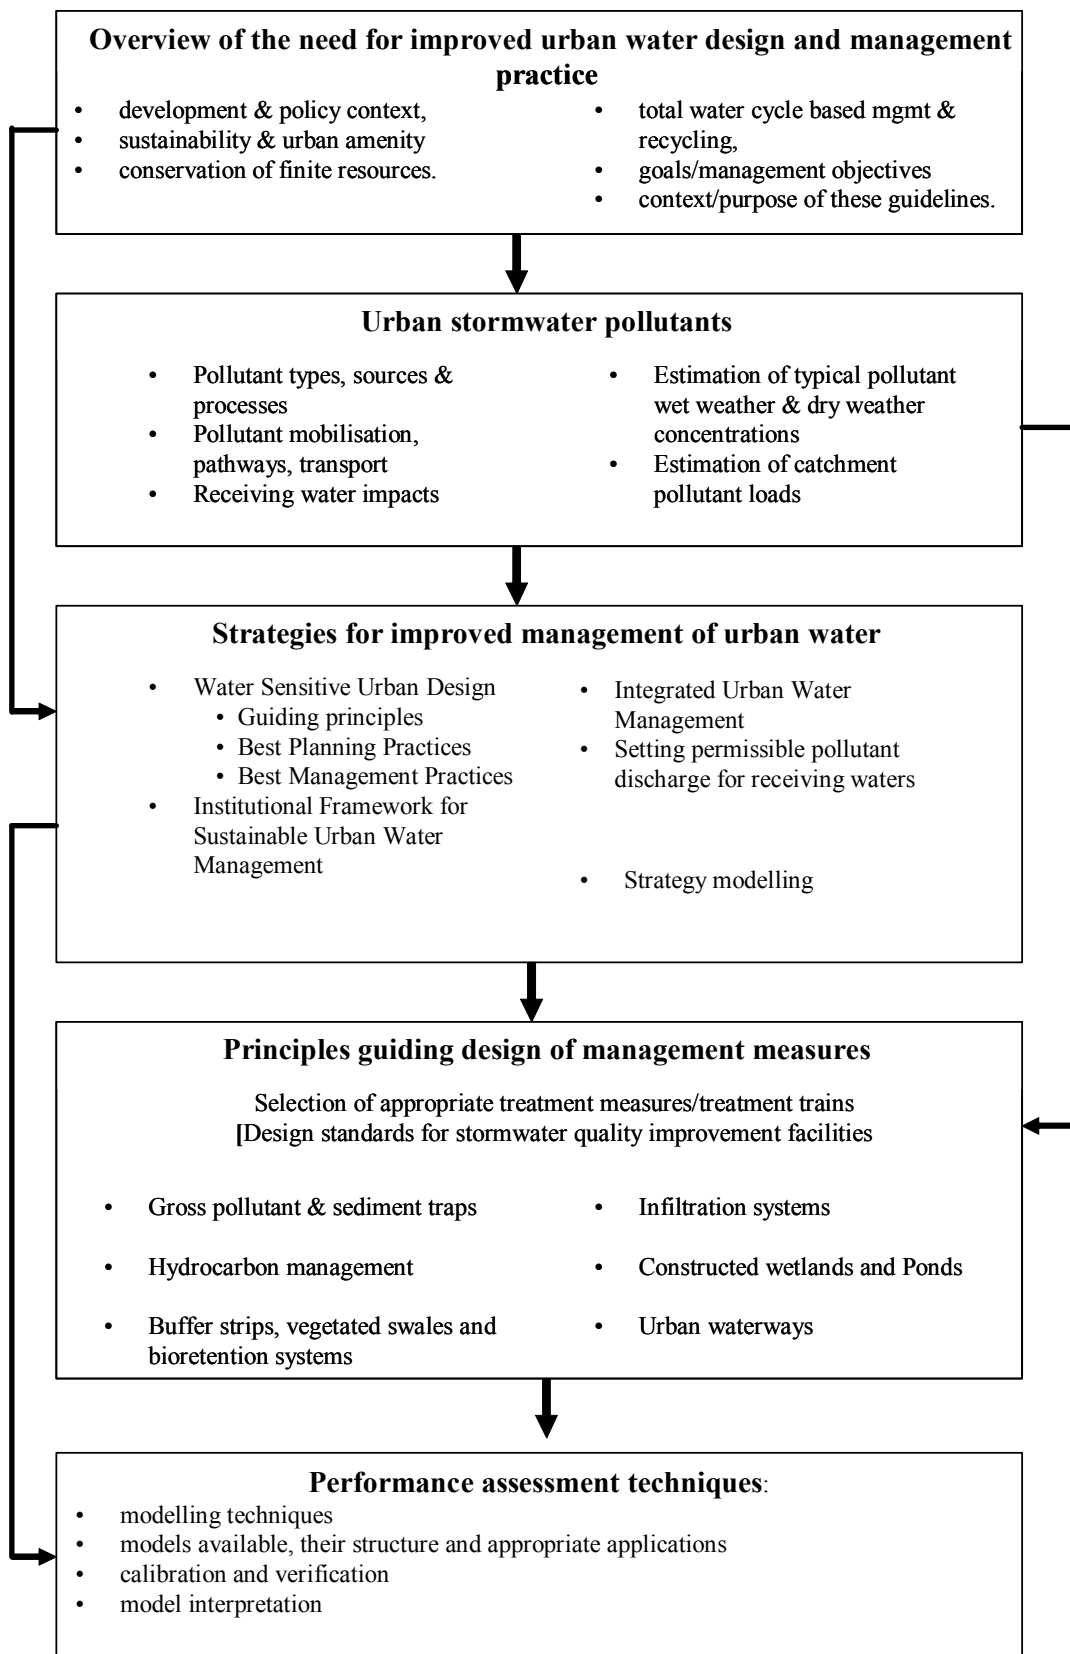 Overview of the need for improved urban water design and management
practice
• development & policy context,
• sustainability & urban amenity
• conservation of finite resources.
• total water cycle based mgmt &
recycling,
• goals/management objectives
• context/purpose of these guidelines.
Urban stormwater pollutants
• Pollutant types, sources &
processes
• Pollutant mobilisation,
pathways, transport
• Receiving water impacts
• Estimation of typical pollutant
wet weather & dry weather
concentrations
• Estimation of catchment
pollutant loads
Strategies for improved management of urban water
• Water Sensitive Urban Design
• Guiding principles
• Best Planning Practices
• Best Management Practices
• Institutional Framework for
Sustainable Urban Water
Management
• Integrated Urban Water
Management
• Setting permissible pollutant
discharge for receiving waters
• Strategy modelling
Principles guiding design of management measures
Selection of appropriate treatment measures/treatment trains
[Design standards for stormwater quality improvement facilities
• Gross pollutant & sediment traps
• Hydrocarbon management
• Buffer strips, vegetated swales and
bioretention systems
• Infiltration systems
• Constructed wetlands and Ponds
• Urban waterways
Performance assessment techniques:
• modelling techniques
• models available, their structure and appropriate applications
• calibration and verification
• model interpretation